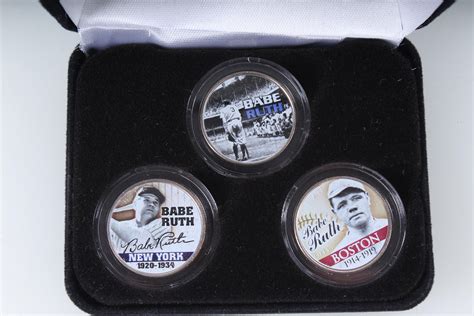 BABE
RUTH
BABE
RUTH
Babe Ruth
NEW YORK
1920-1934
Babe
Ruth
BOSTON
1914-1919